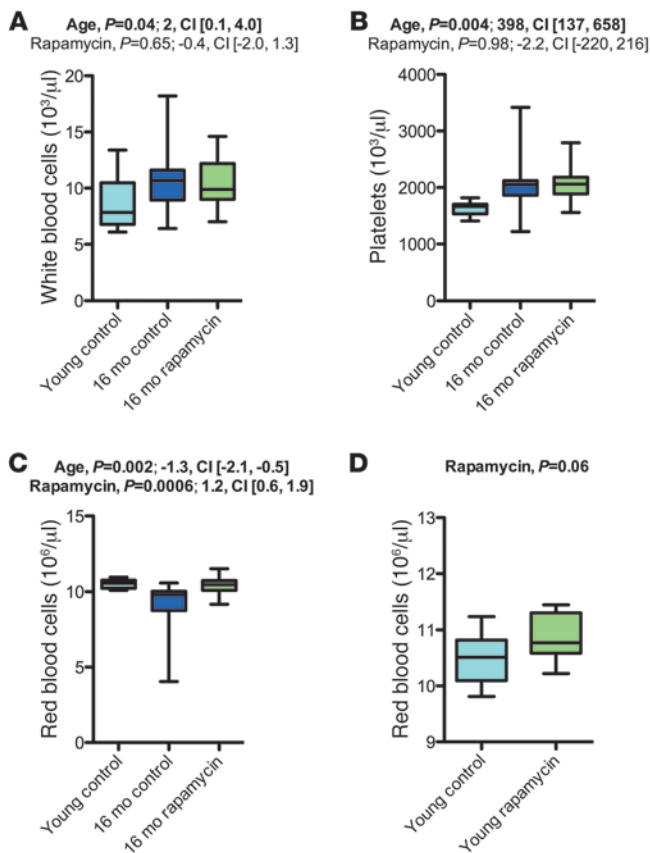 A
Age, P=0.04; 2, CI [0.1, 4.0]
Rapamycin, P=0.65; -0.4, CI [-2.0, 1.3]
White blood cells (10³/μl)
20
15
10
5
0
Young control
16 mo control
16 mo rapamycin
B
Age, P=0.004; 398, CI [137, 658]
Rapamycin, P=0.98; -2.2, CI [-220, 216]
Platelets (10³/μl)
4000
3000
2000
1000
0
Young control
16 mo control
16 mo rapamycin
C
Age, P=0.002; -1.3, CI [-2.1, -0.5]
Rapamycin, P=0.0006; 1.2, CI [0.6, 1.9]
Red blood cells (10⁶/μl)
15
10
5
0
Young control
16 mo control
16 mo rapamycin
D
Rapamycin, P=0.06
Red blood cells (10⁶/μl)
13
12
11
10
9
Young control
Young rapamycin